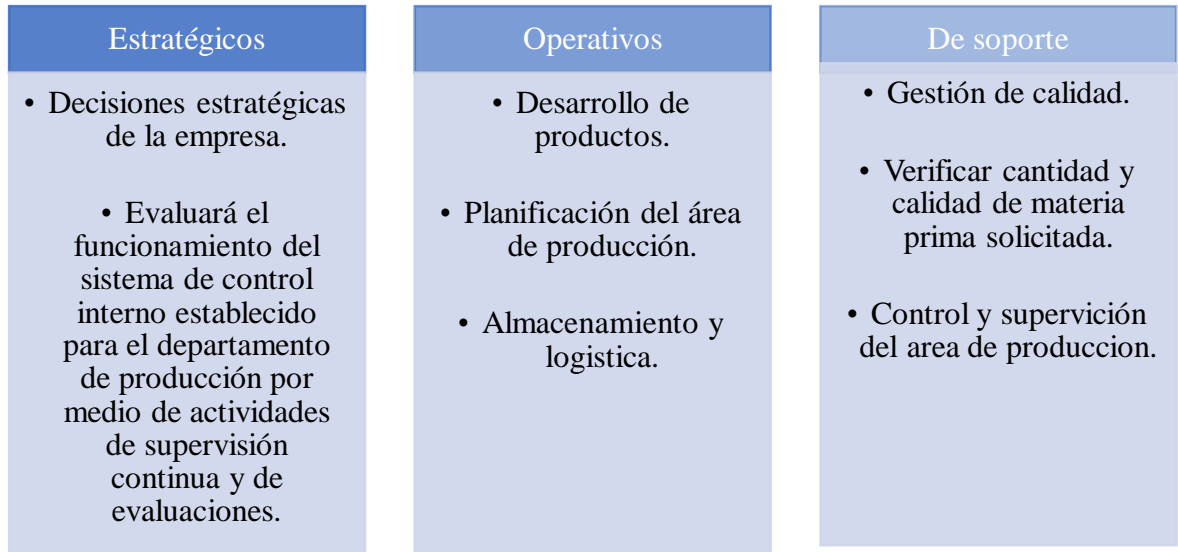 Estratégicos
• Decisiones estratégicas
de la empresa.
• Evaluará el
funcionamiento del
sistema de control
interno establecido
para el departamento
de producción por
medio de actividades
de supervisión
continua y de
evaluaciones.
Operativos
• Desarrollo de
productos.
• Planificación del área
de producción.
• Almacenamiento y
logistica.
De soporte
• Gestión de calidad.
• Verificar cantidad y
calidad de materia
prima solicitada.
• Control y supervición
del area de produccion.